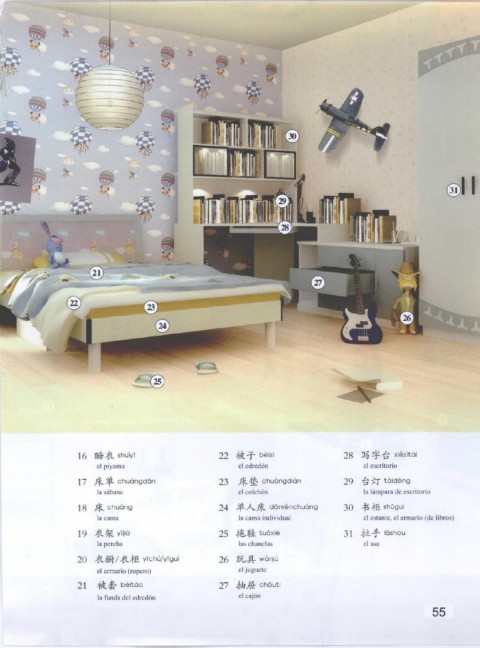 30
31
29
28
21
27
22
23
26
24
25
16 睡衣 shuìyī
el piyama
17 床单 chuángdān
la sábana
18 床 chuáng
la cama
19 衣架 yījià
la percha
20 衣橱/衣柜 yīchú/yīguì
el armario (ropero)
21 被套 bèitào
la funda del edredón
22 被子 bèizi
el edredón
23 床垫 chuángdiàn
el colchón
24 单人床 dānrénchuáng
la cama individual
25 拖鞋 tuōxié
las chanclas
26 玩具 wánjù
el juguete
27 抽屉 chōuti
el cajón
28 写字台 xiězìtái
el escritorio
29 台灯 táidēng
la lámpara de escritorio
30 书柜 shūguì
el estante, el armario (de libros)
31 拉手 lāshou
el asa
55